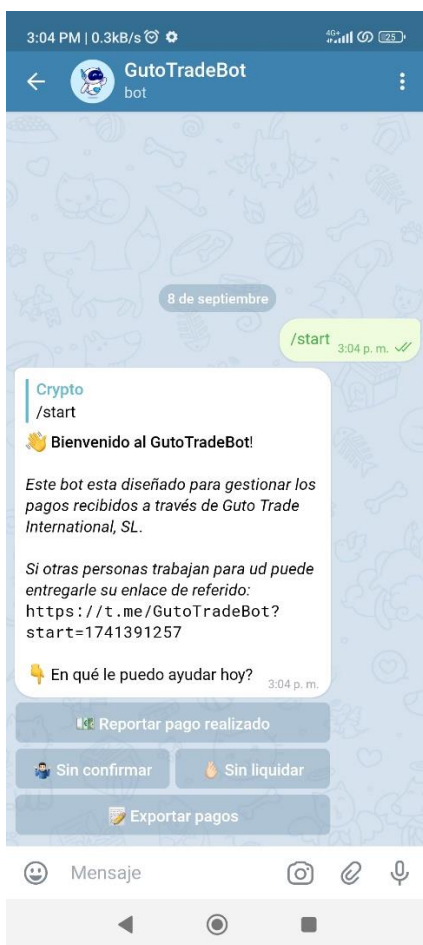 3:04 PM | 0.3kB/s
4G+
25
GutoTradeBot
bot
8 de septiembre
/start
3:04 p. m.
Crypto
/start
👋 Bienvenido al GutoTradeBot!
Este bot esta diseñado para gestionar los
pagos recibidos a través de Guto Trade
International, SL.
Si otras personas trabajan para ud puede
entregarle su enlace de referido:
https://t.me/GutoTradeBot?
start=1741391257
👇 En qué le puedo ayudar hoy?
3:04 p. m.
💵 Reportar pago realizado
🤷🏻‍♂️ Sin confirmar
👌🏻 Sin liquidar
📝 Exportar pagos
Mensaje